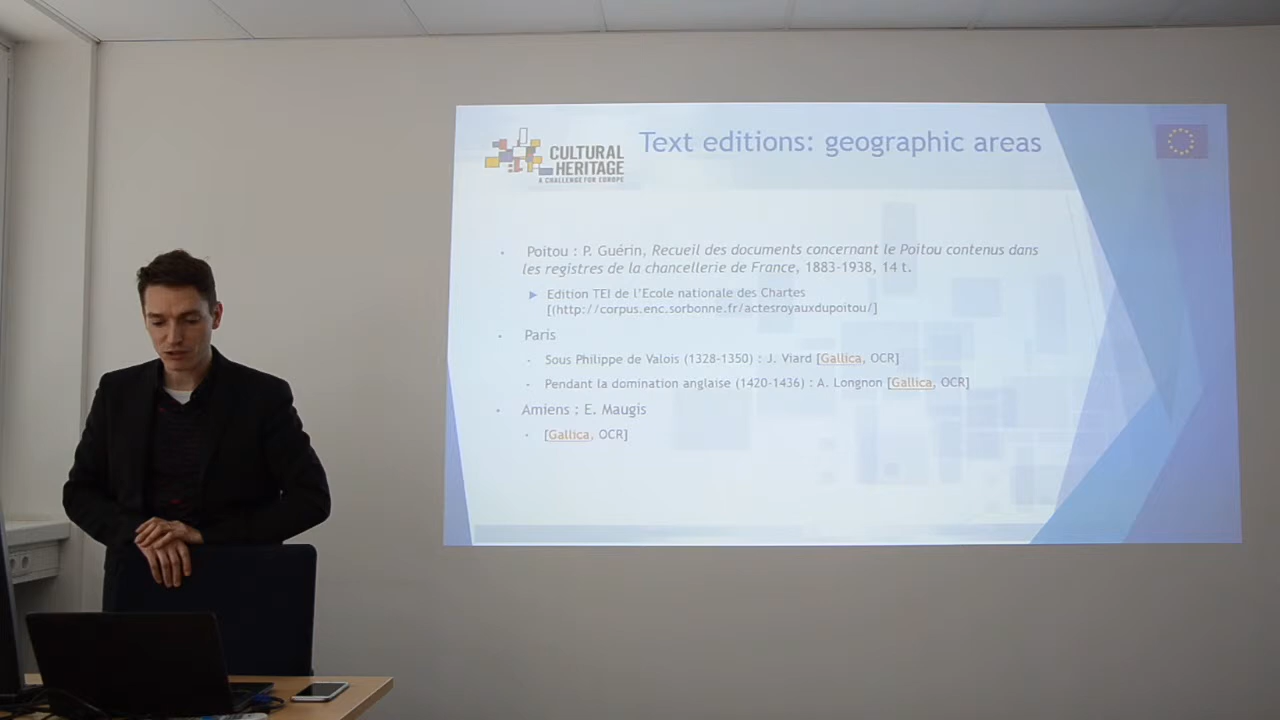 CULTURAL
HERITAGE
A CHALLENGE FOR EUROPE
Text editions: geographic areas
Poitou : P. Guérin, Recueil des documents concernant le Poitou contenus dans
les registres de la chancellerie de France, 1883-1938, 14 t.
Edition TEI de l'Ecole nationale des Chartes
[(http://corpus.enc.sorbonne.fr/actesroyauxdupoitou/]
Paris
Sous Philippe de Valois (1328-1350) : J. Viard [Gallica, OCR]
Pendant la domination anglaise (1420-1436) : A. Longnon [Gallica, OCR]
Amiens : E. Maugis
[Gallica, OCR]